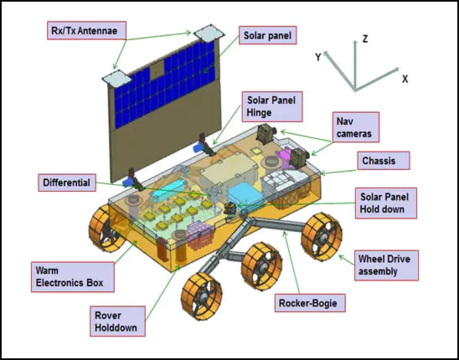 Rx/Tx Antennae
Solar panel
Z
Y
X
Solar Panel
Hinge
Nav
cameras
Chassis
Differential
Solar Panel
Hold down
Wheel Drive
assembly
Warm
Electronics Box
Rover
Holddown
Rocker-Bogie